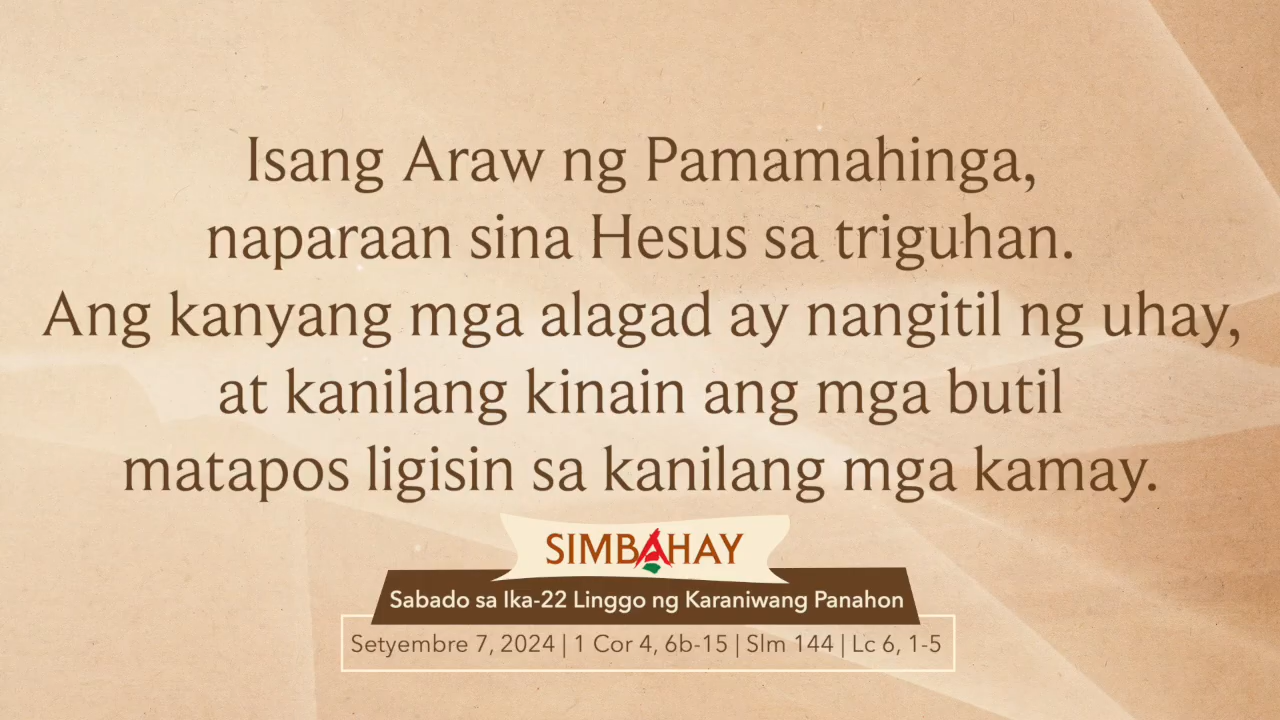 Isang Araw ng Pamamahinga,
naparaan sina Hesus sa triguhan.
Ang kanyang mga alagad ay nangitil ng uhay,
at kanilang kinain ang mga butil
matapos ligisin sa kanilang mga kamay.
SIMBAHAY
Sabado sa Ika-22 Linggo ng Karaniwang Panahon
Setyembre 7, 2024 | 1 Cor 4, 6b-15 | Slm 144 | Lc 6, 1-5